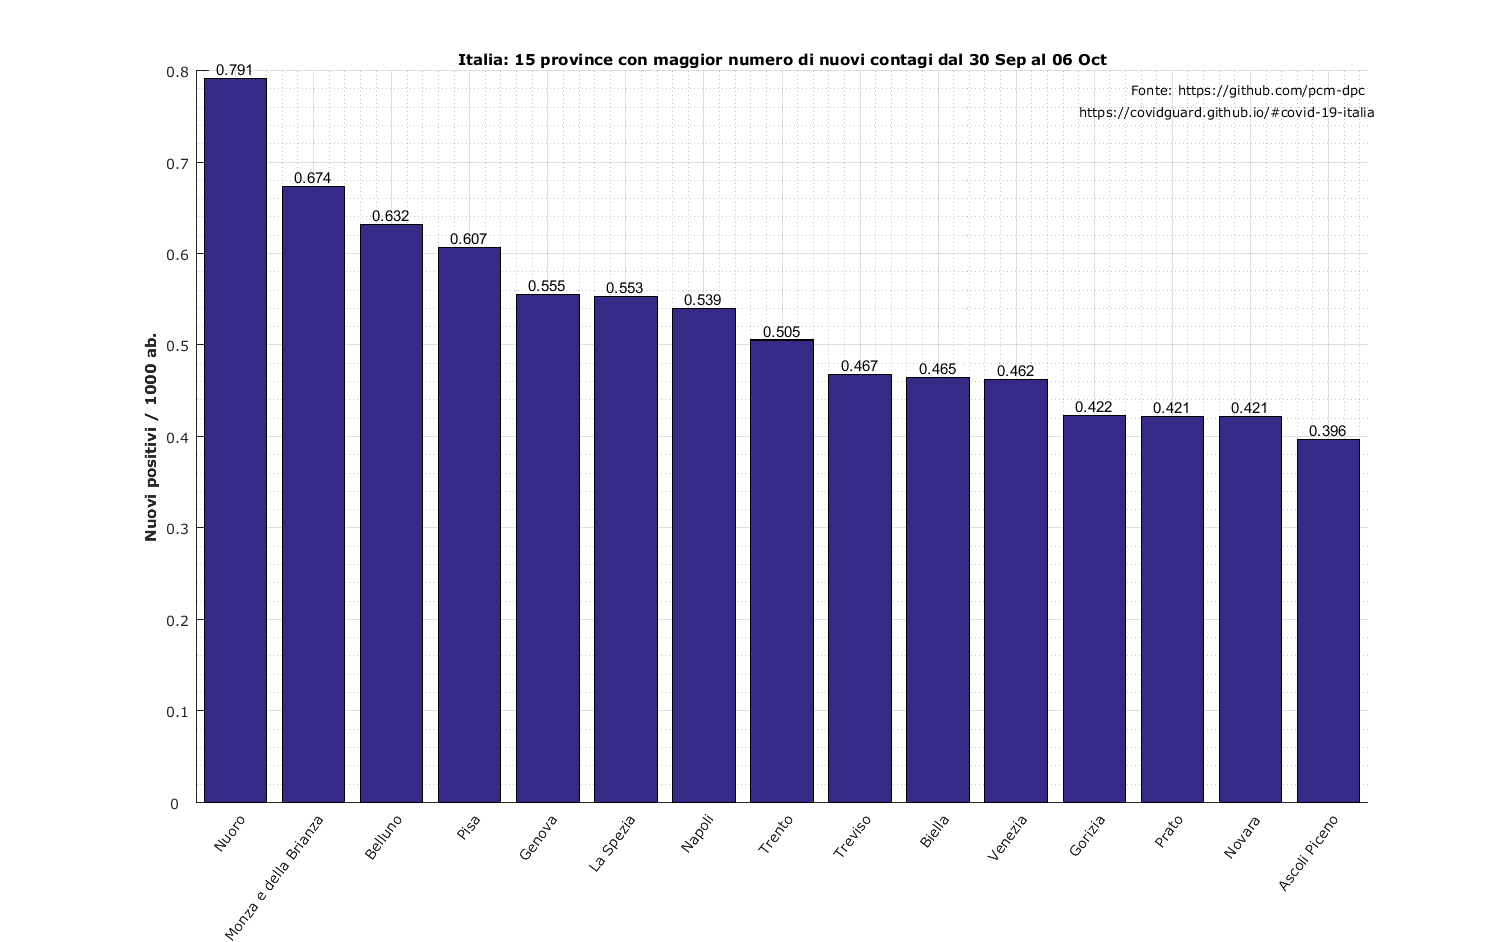 Italia: 15 province con maggior numero di nuovi contagi dal 30 Sep al 06 Oct
Fonte: https://github.com/pcm-dpc
https://covidguard.github.io/#covid-19-italia
Nuovi positivi / 1000 ab.
0.8
0.7
0.6
0.5
0.4
0.3
0.2
0.1
0
0.791
0.674
0.632
0.607
0.555
0.553
0.539
0.505
0.467
0.465
0.462
0.422
0.421
0.421
0.396
Nuoro
Monza e della Brianza
Belluno
Pisa
Genova
La Spezia
Napoli
Trento
Treviso
Biella
Venezia
Gorizia
Prato
Novara
Ascoli Piceno